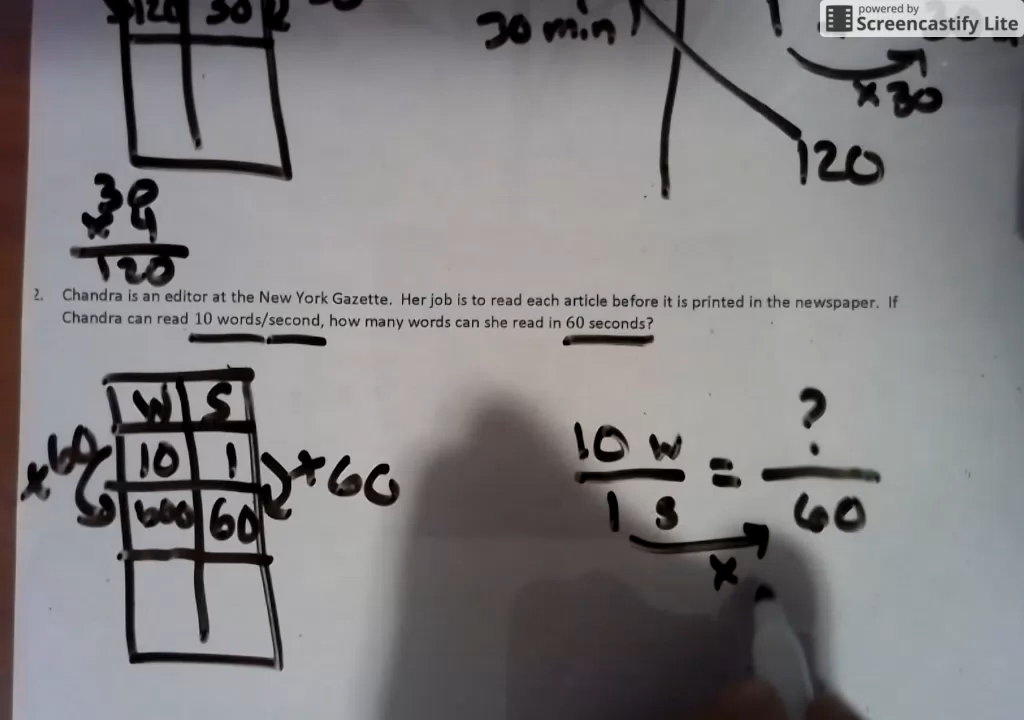 powered by
Screencastify Lite
$120 30
30 min
x 30
120
30
x 4
120
2. Chandra is an editor at the New York Gazette. Her job is to read each article before it is printed in the newspaper. If
Chandra can read 10 words/second, how many words can she read in 60 seconds?
W S
x60 10 1 x60
600 60
10 w = ?
1 s 60
x